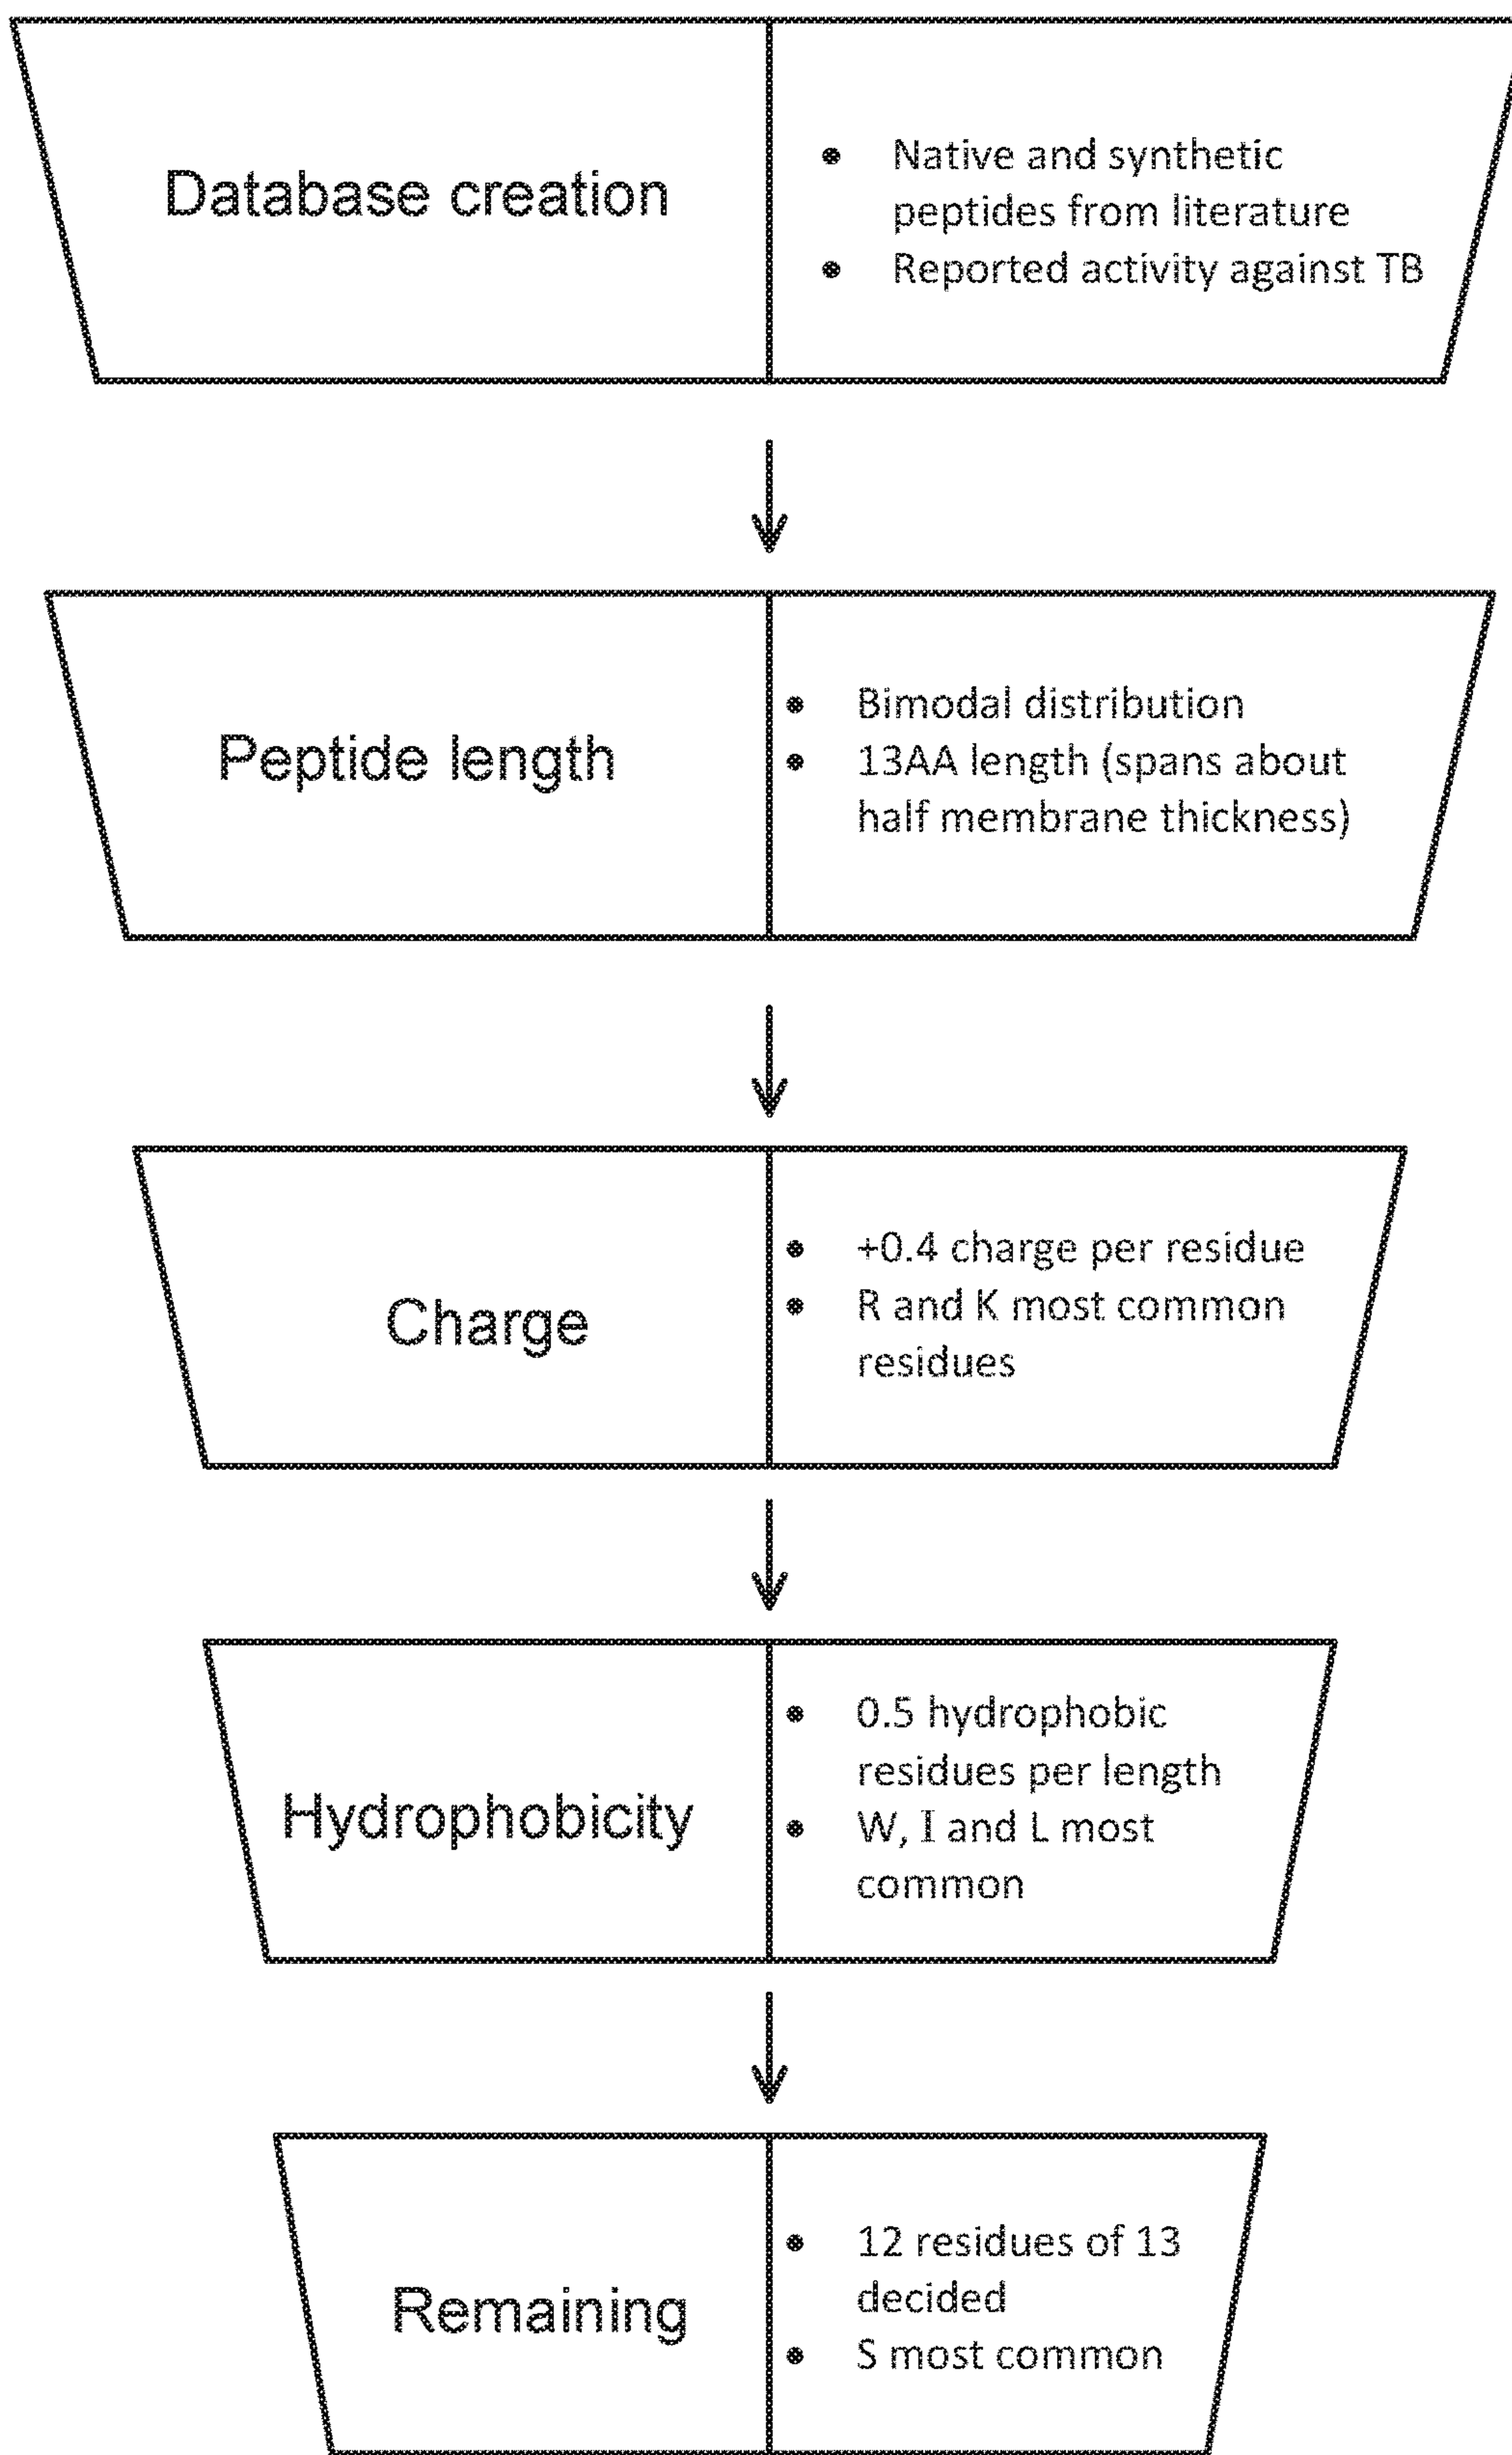 Database creation
• Native and synthetic
peptides from literature
• Reported activity against TB
Peptide length
• Bimodal distribution
• 13AA length (spans about
half membrane thickness)
Charge
• +0.4 charge per residue
• R and K most common
residues
Hydrophobicity
• 0.5 hydrophobic
residues per length
• W, I and L most
common
Remaining
• 12 residues of 13
decided
• S most common